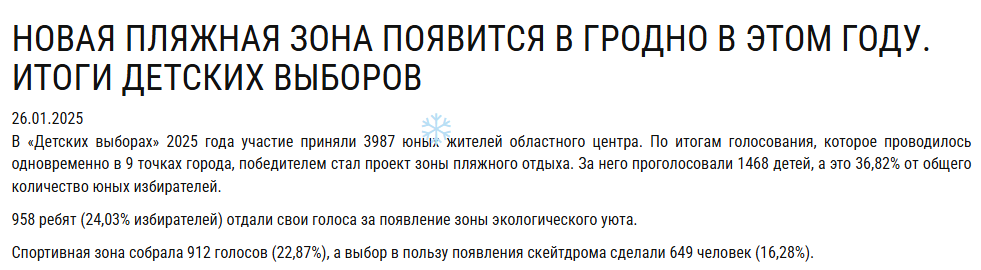 НОВАЯ ПЛЯЖНАЯ ЗОНА ПОЯВИТСЯ В ГРОДНО В ЭТОМ ГОДУ.
ИТОГИ ДЕТСКИХ ВЫБОРОВ
26.01.2025
В «Детских выборах» 2025 года участие приняли 3987 юных жителей областного центра. По итогам голосования, которое проводилось
одновременно в 9 точках города, победителем стал проект зоны пляжного отдыха. За него проголосовали 1468 детей, а это 36,82% от общего
количество юных избирателей.
958 ребят (24,03% избирателей) отдали свои голоса за появление зоны экологического уюта.
Спортивная зона собрала 912 голосов (22,87%), а выбор в пользу появления скейтдрома сделали 649 человек (16,28%).